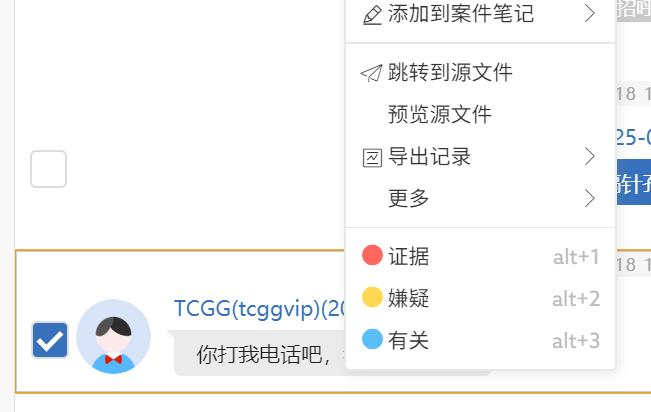 添加到案件笔记
跳转到源文件
18 1
预览源文件
25-0
导出记录
更多
证据 alt+1
18 1
嫌疑 alt+2
TCGG(tcggvip)(20
有关 alt+3
你打我电话吧，